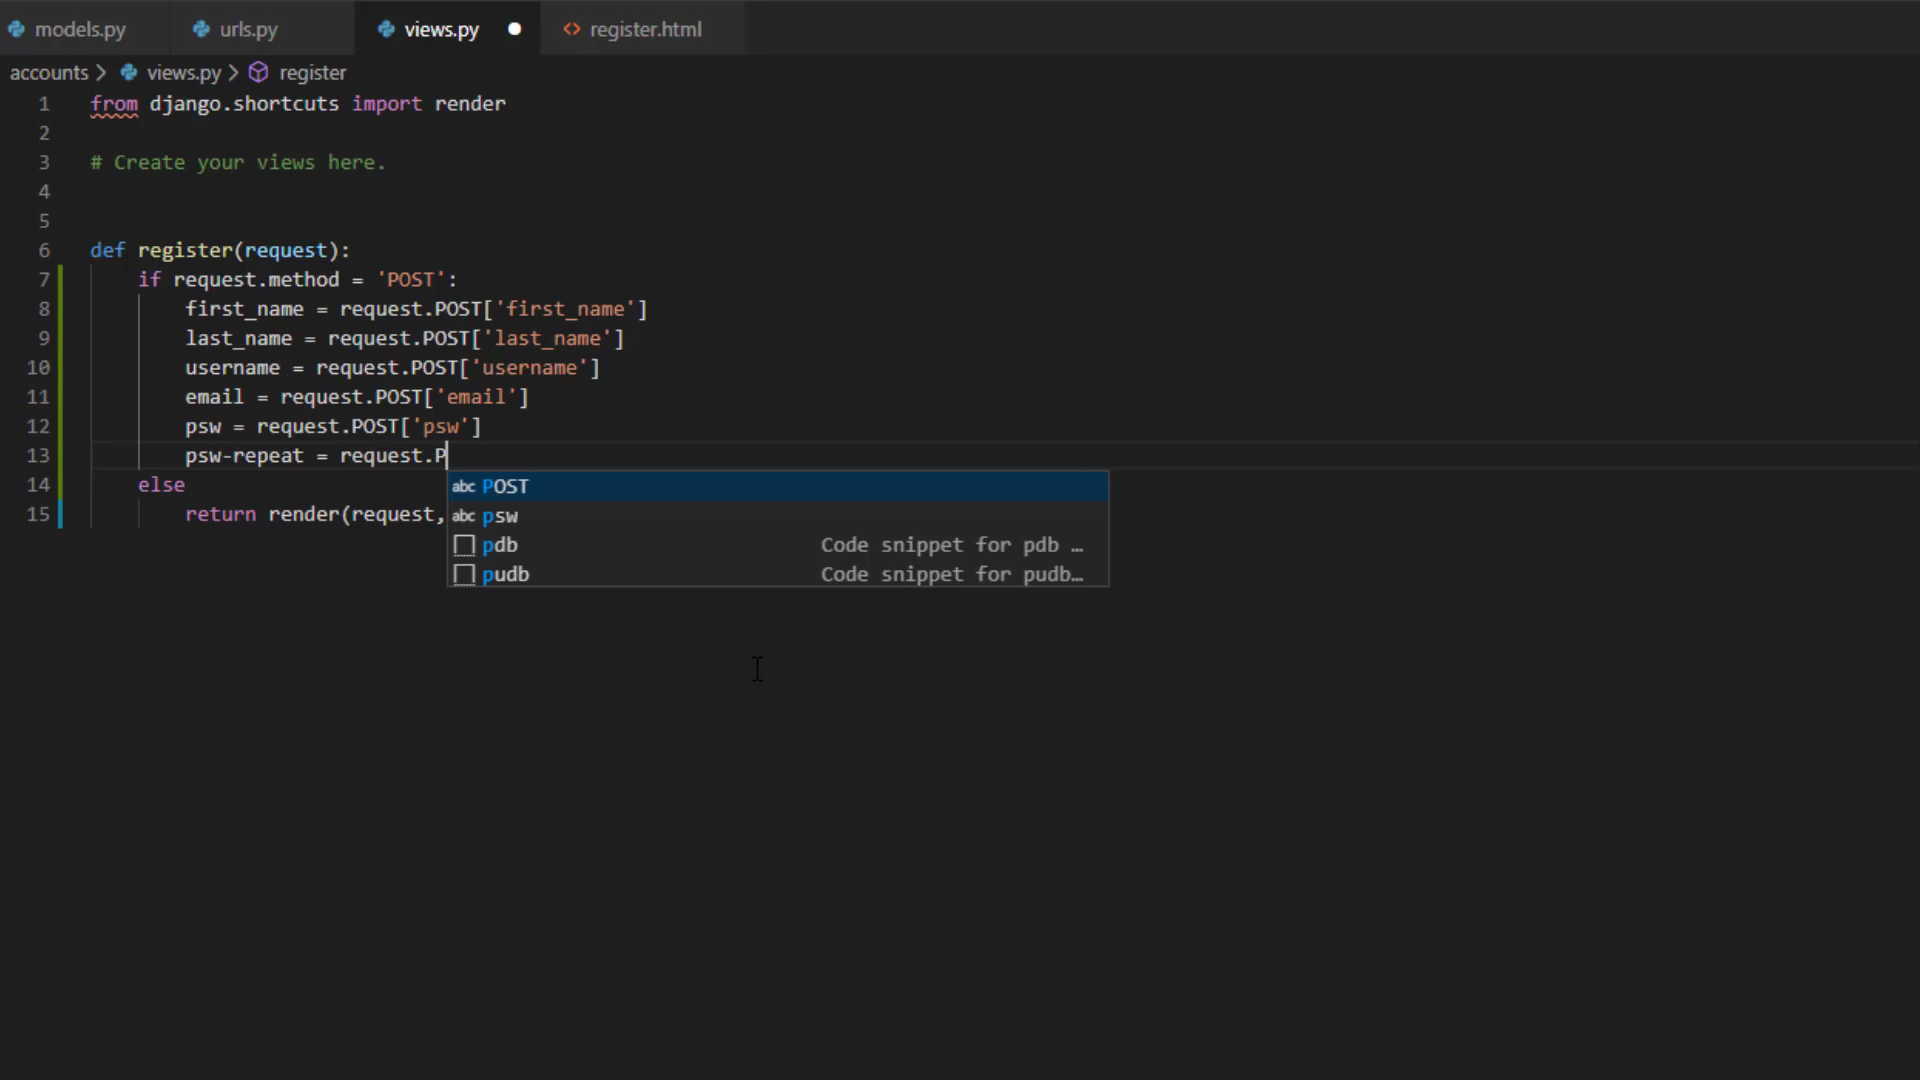 models.py urls.py views.py register.html
accounts > views.py > register
1 from django.shortcuts import render
2
3 # Create your views here.
4
5
6 def register(request):
7 if request.method = 'POST':
8 first_name = request.POST['first_name']
9 last_name = request.POST['last_name']
10 username = request.POST['username']
11 email = request.POST['email']
12 psw = request.POST['psw']
13 psw-repeat = request.P
14 else
abc POST
15 return render(request,
abc psw
pdb Code snippet for pdb …
pudb Code snippet for pudb…